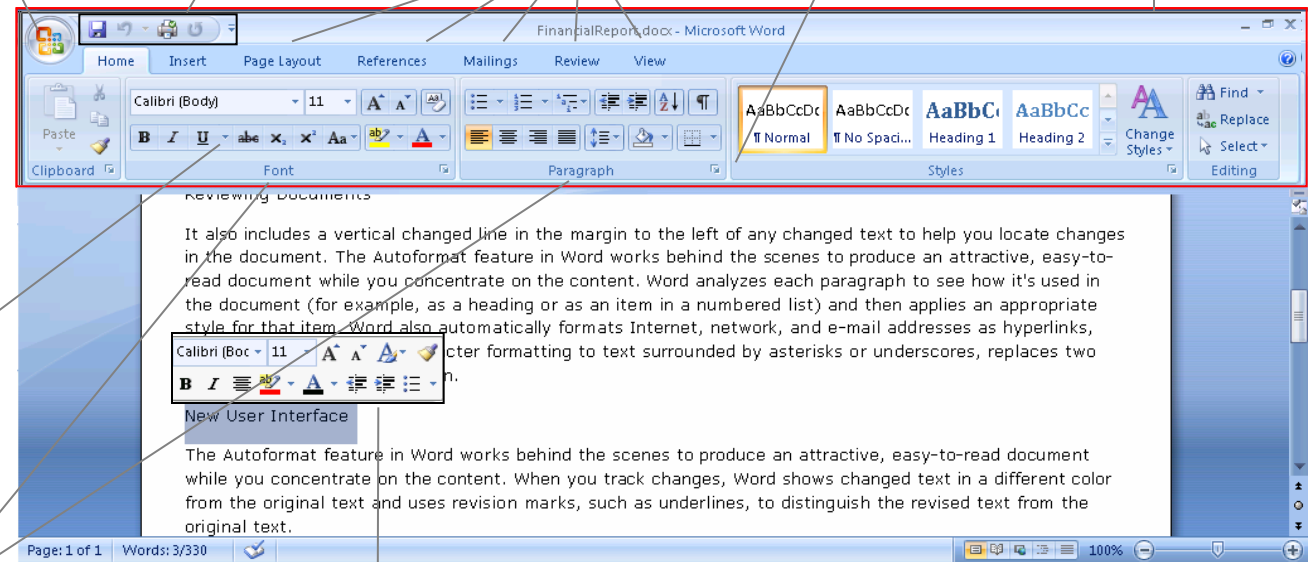 FinancialReport.docx - Microsoft Word
Home Insert Page Layout References Mailings Review View
Calibri (Body) 11 A A Aa
AaBbCcDc AaBbCcDc AaBbC AaBbCc
Find
Paste
Replace
B I U abc X₂ X² Aa ab A
¶ Normal ¶ No Spaci... Heading 1 Heading 2
Change Styles
Select
Clipboard Font Paragraph Styles Editing
Reviewing Documents
It also includes a vertical changed line in the margin to the left of any changed text to help you locate changes
in the document. The Autoformat feature in Word works behind the scenes to produce an attractive, easy-to-
read document while you concentrate on the content. Word analyzes each paragraph to see how it's used in
the document (for example, as a heading or as an item in a numbered list) and then applies an appropriate
style for that item. Word also automatically formats Internet, network, and e-mail addresses as hyperlinks,
Calibri (Boc 11 A A A
cter formatting to text surrounded by asterisks or underscores, replaces two
B I ab A
n.
New User Interface
The Autoformat feature in Word works behind the scenes to produce an attractive, easy-to-read document
while you concentrate on the content. When you track changes, Word shows changed text in a different color
from the original text and uses revision marks, such as underlines, to distinguish the revised text from the
original text.
Page: 1 of 1 Words: 3/330 100%